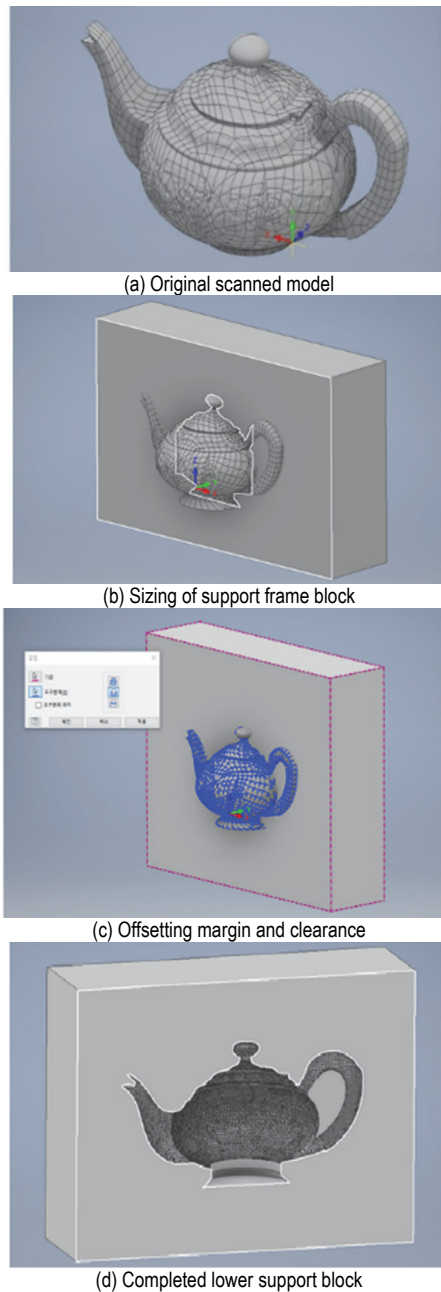 (a) Original scanned model
(b) Sizing of support frame block
(c) Offsetting margin and clearance
(d) Completed lower support block